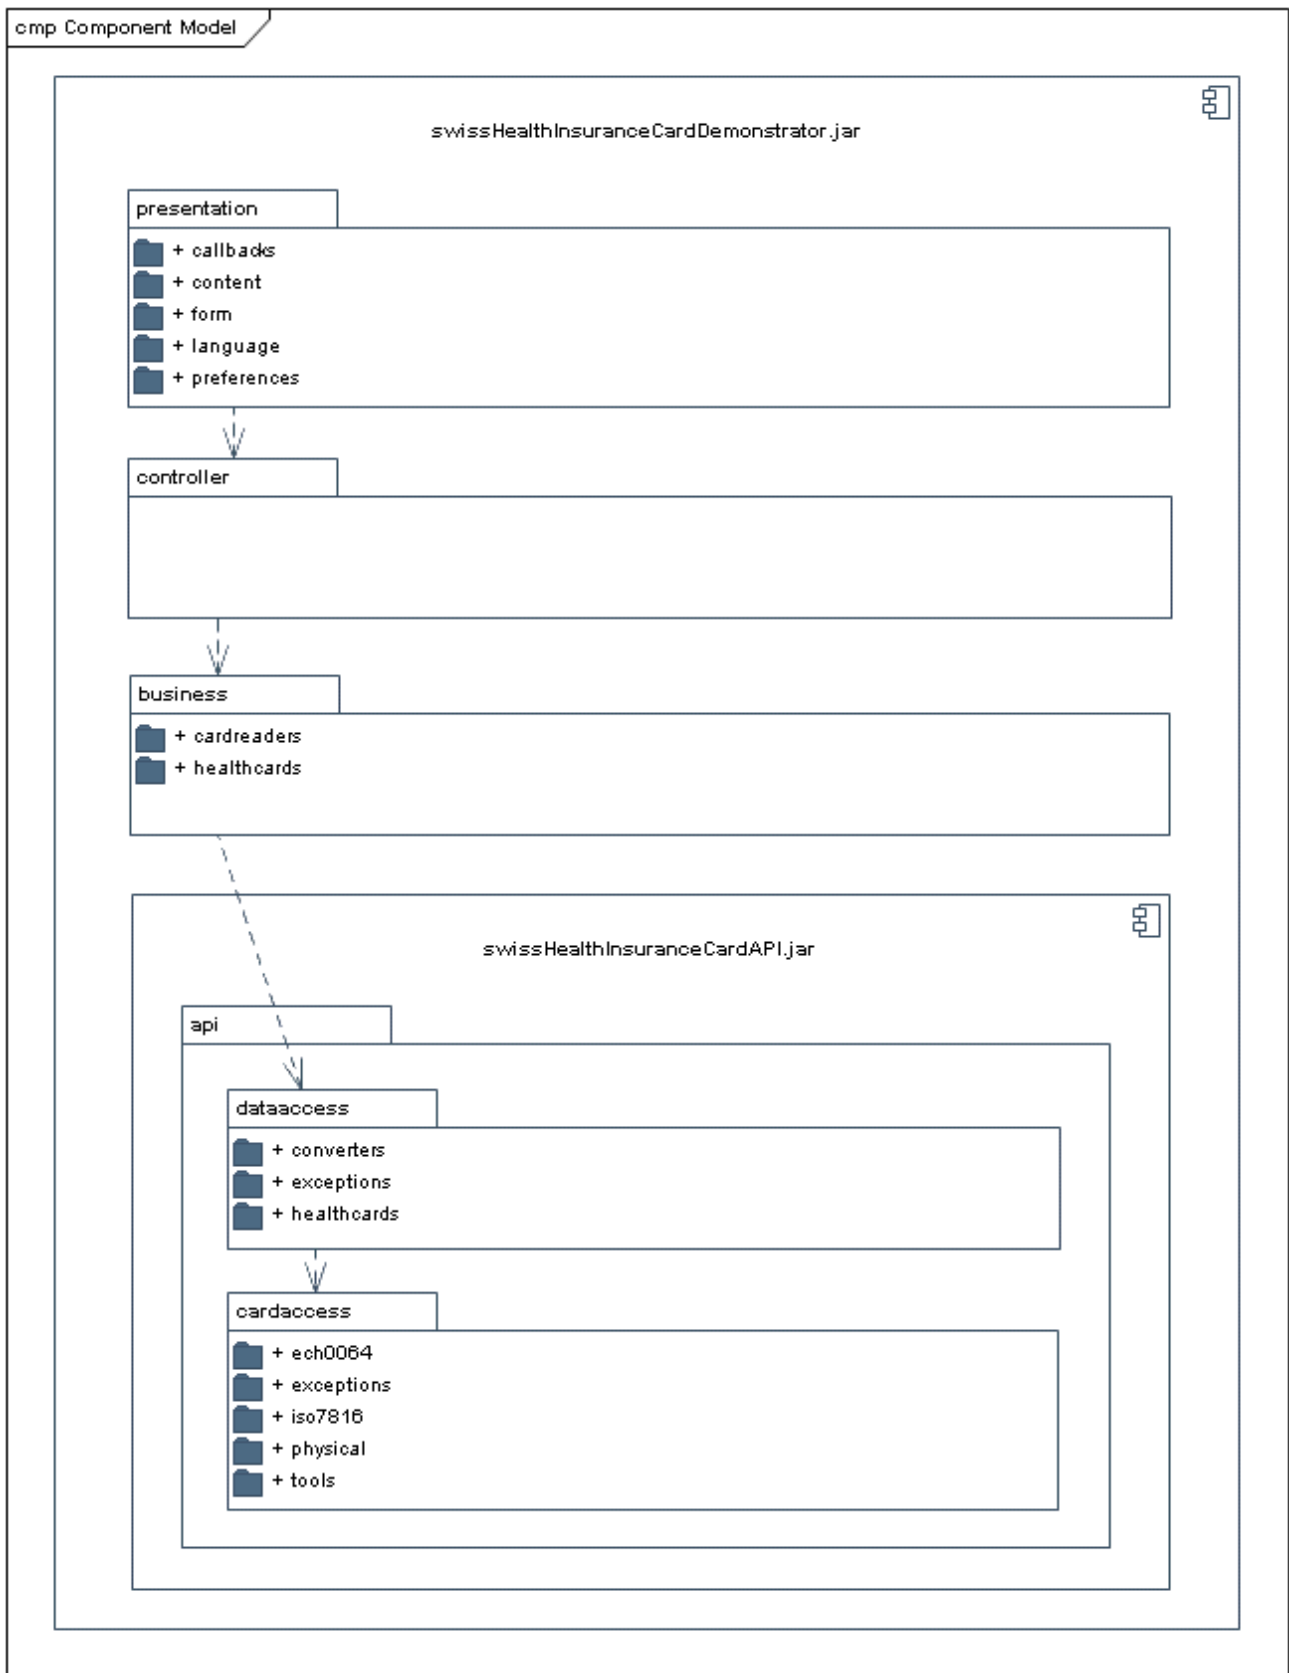 cmp Component Model
swissHealthInsuranceCardDemonstrator.jar
presentation
+ callbacks
+ content
+ form
+ language
+ preferences
controller
business
+ cardreaders
+ healthcards
swissHealthInsuranceCardAPI.jar
api
dataaccess
+ converters
+ exceptions
+ healthcards
cardaccess
+ ech0064
+ exceptions
+ iso7816
+ physical
+ tools